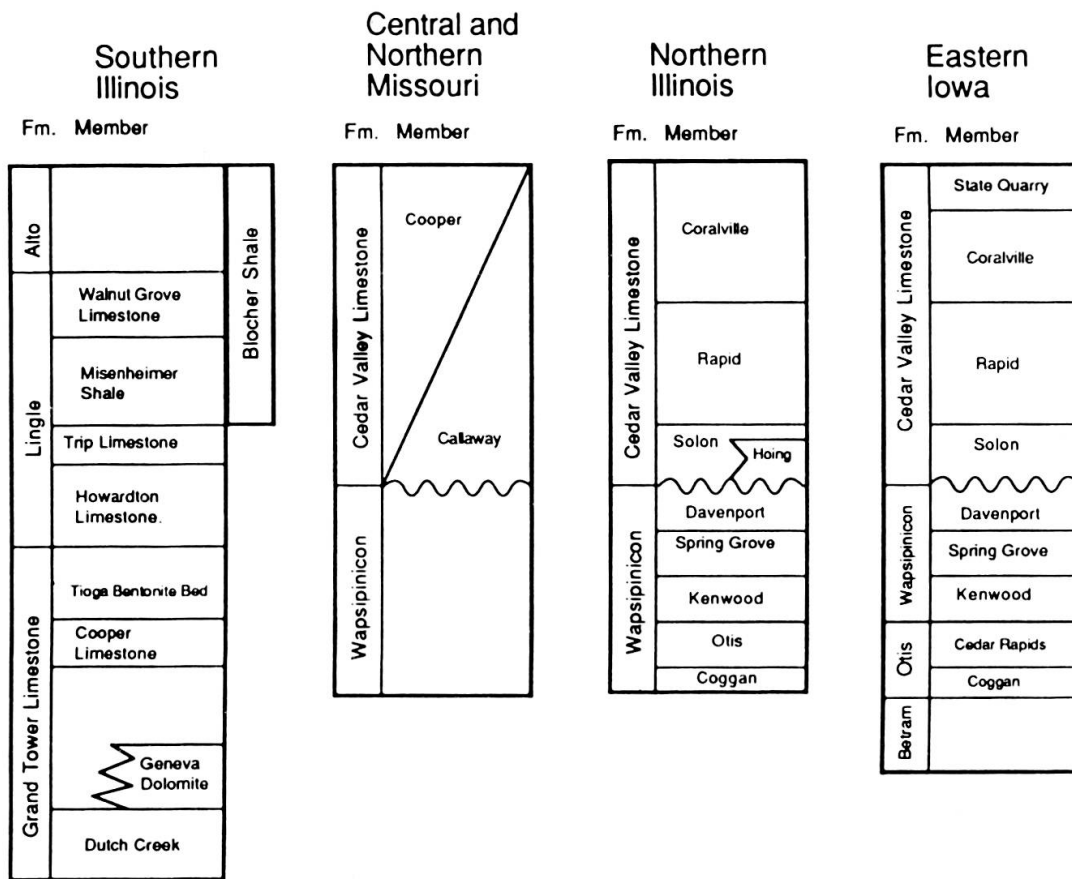 Southern
Illinois
Fm. Member
Alto
Lingle
Grand Tower Limestone
Walnut Grove
Limestone
Misenheimer
Shale
Trip Limestone
Howardton
Limestone.
Tioga Bentonite Bed
Cooper
Limestone
Geneva
Dolomite
Dutch Creek
Blocher Shale
Central and
Northern
Missouri
Fm. Member
Cedar Valley Limestone
Wapsipinicon
Cooper
Callaway
Northern
Illinois
Fm. Member
Cedar Valley Limestone
Wapsipinicon
Coralville
Rapid
Solon
Hoing
Davenport
Spring Grove
Kenwood
Otis
Coggan
Eastern
Iowa
Fm. Member
Cedar Valley Limestone
Wapsipinicon
Otis
Betram
State Quarry
Coralville
Rapid
Solon
Davenport
Spring Grove
Kenwood
Cedar Rapids
Coggan